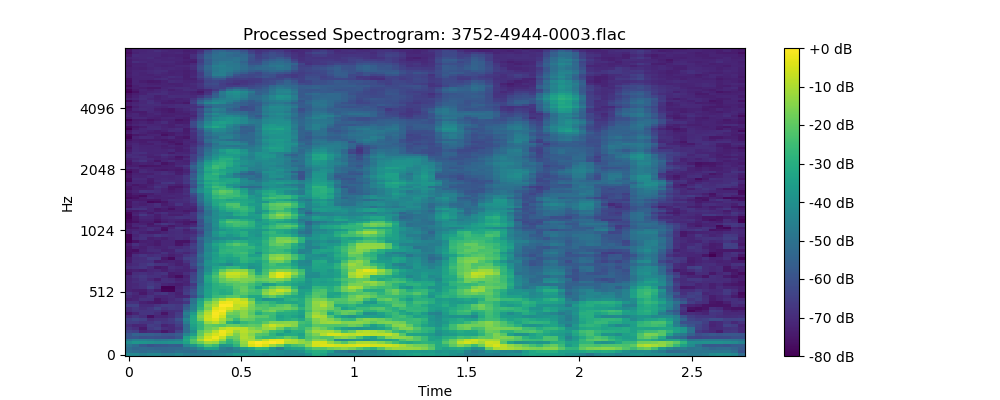 Processed Spectrogram: 3752-4944-0003.flac
Hz
4096
2048
1024
512
0
0
0.5
1
1.5
2
2.5
Time
+0 dB
-10 dB
-20 dB
-30 dB
-40 dB
-50 dB
-60 dB
-70 dB
-80 dB